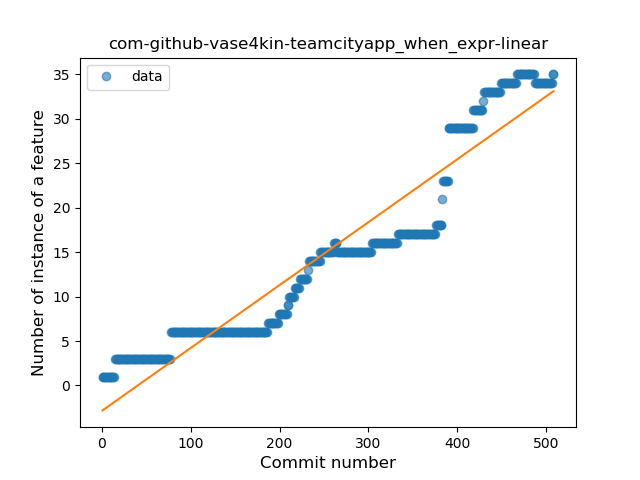 com-github-vase4kin-teamcityapp_when_expr-linear
data
Number of instance of a feature
35
30
25
20
15
10
5
0
0 100 200 300 400 500
Commit number